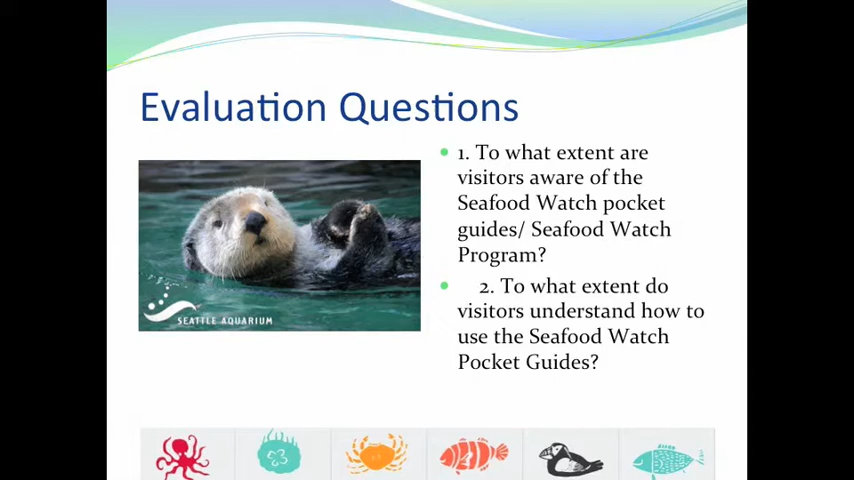 Evaluation Questions
1. To what extent are
visitors aware of the
Seafood Watch pocket
guides/ Seafood Watch
Program?
2. To what extent do
visitors understand how to
use the Seafood Watch
Pocket Guides?
SEATTLE AQUARIUM